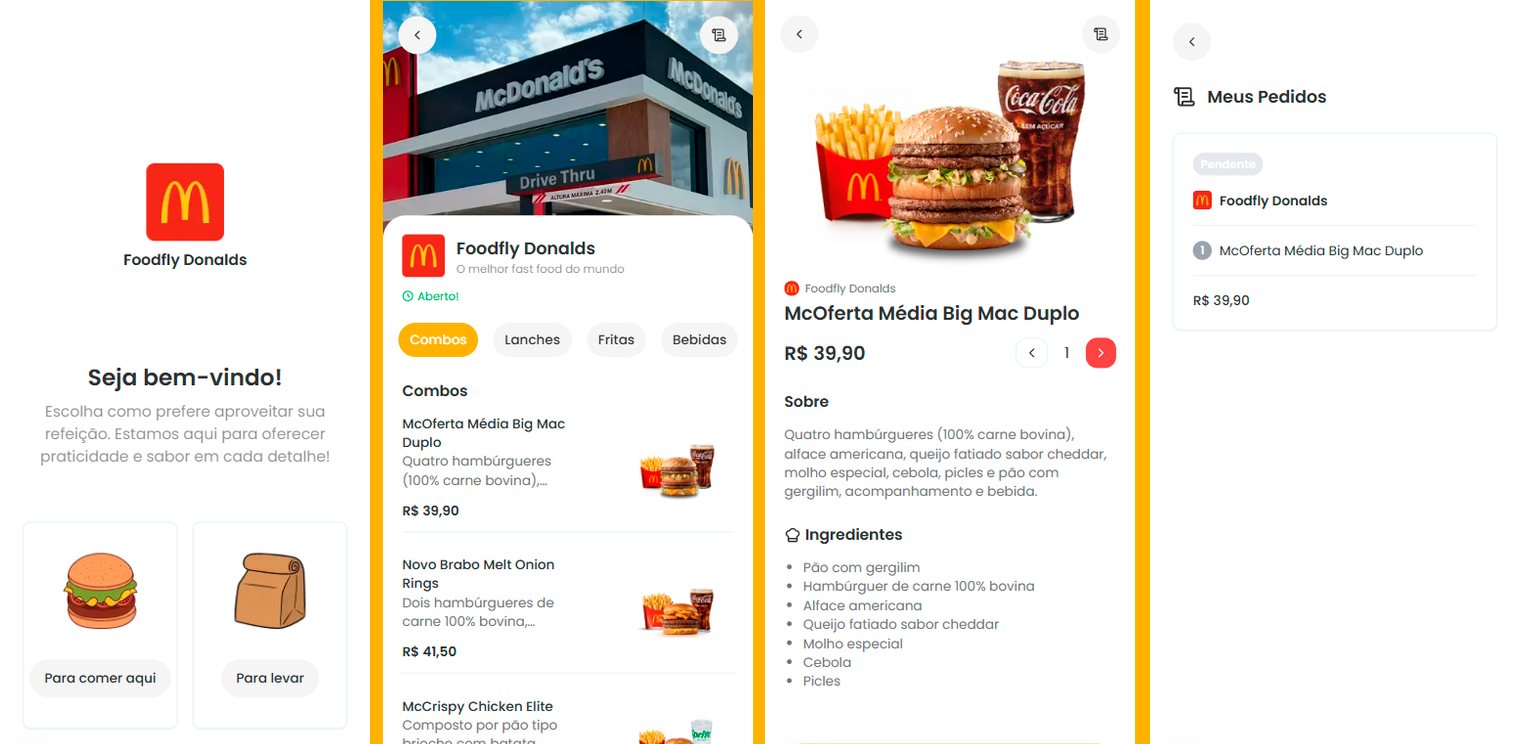 Foodfly Donalds
Seja bem-vindo!
Escolha como prefere aproveitar sua
refeição. Estamos aqui para oferecer
praticidade e sabor em cada detalhe!
Para comer aqui
Para levar
McDonald's
McDonald's
Drive Thru
ALTURA MÁXIMA 2,40M
Foodfly Donalds
O melhor fast food do mundo
Aberto!
Combos
Lanches
Fritas
Bebidas
Combos
McOferta Média Big Mac
Duplo
Quatro hambúrgueres
(100% carne bovina),...
R$ 39,90
Novo Brabo Melt Onion
Rings
Dois hambúrgueres de
carne 100% bovina,...
R$ 41,50
McCrispy Chicken Elite
Composto por pão tipo
brioche com batata
Coca-Cola
SEM AÇÚCAR
Foodfly Donalds
McOferta Média Big Mac Duplo
R$ 39,90
1
Sobre
Quatro hambúrgueres (100% carne bovina),
alface americana, queijo fatiado sabor cheddar,
molho especial, cebola, picles e pão com
gergilim, acompanhamento e bebida.
Ingredientes
Pão com gergilim
Hambúrguer de carne 100% bovina
Alface americana
Queijo fatiado sabor cheddar
Molho especial
Cebola
Picles
Meus Pedidos
Pendente
Foodfly Donalds
1 McOferta Média Big Mac Duplo
R$ 39,90